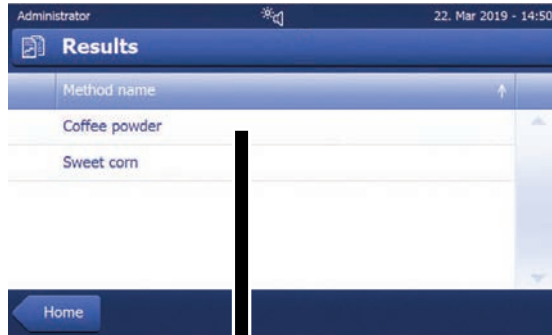 Administrator 22. Mar 2019 - 14:50
Results
Method name
Coffee powder
Sweet corn
Home